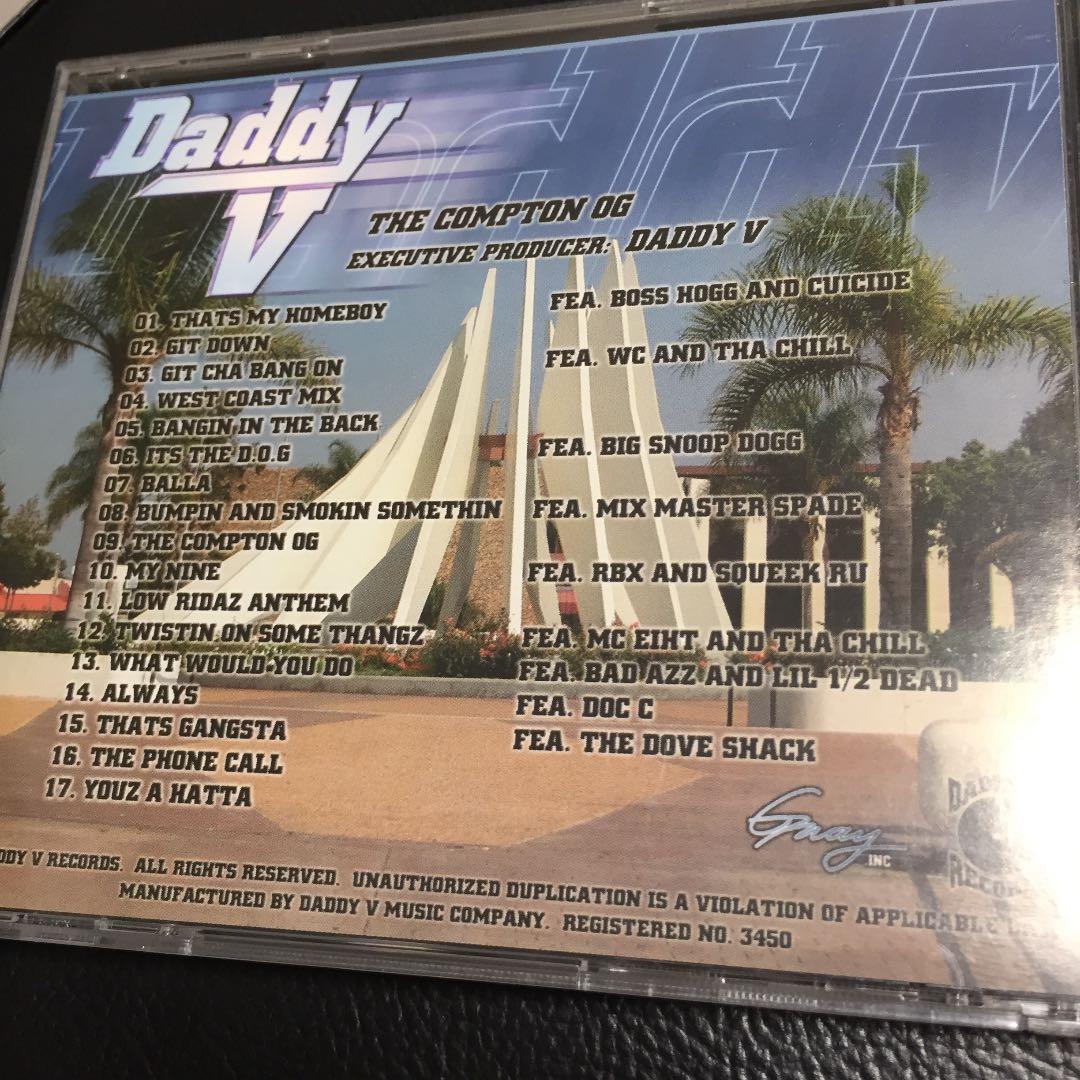 Daddy
V
THE COMPTON OG
EXECUTIVE PRODUCER: DADDY V
01. THATS MY HOMEBOY FEA. BOSS HOGG AND CUICIDE
02. GIT DOWN
03. GIT CHA BANG ON FEA. WC AND THA CHILL
04. WEST COAST MIX
05. BANGIN IN THE BACK
06. ITS THE D.O.G FEA. BIG SNOOP DOGG
07. BALLA
08. BUMPIN AND SMOKIN SOMETHIN FEA. MIX MASTER SPADE
09. THE COMPTON OG
10. MY NINE FEA. RBX AND SQUEEK RU
11. LOW RIDAZ ANTHEM
12. TWISTIN ON SOME THANGZ FEA. MC EIHT AND THA CHILL
13. WHAT WOULD YOU DO FEA. BAD AZZ AND LIL 1/2 DEAD
14. ALWAYS FEA. DOC C
15. THATS GANGSTA FEA. THE DOVE SHACK
16. THE PHONE CALL
17. YOUZ A HATTA
INC
DDY V RECORDS. ALL RIGHTS RESERVED. UNAUTHORIZED DUPLICATION IS A VIOLATION OF APPLICABLE
MANUFACTURED BY DADDY V MUSIC COMPANY. REGISTERED NO. 3450